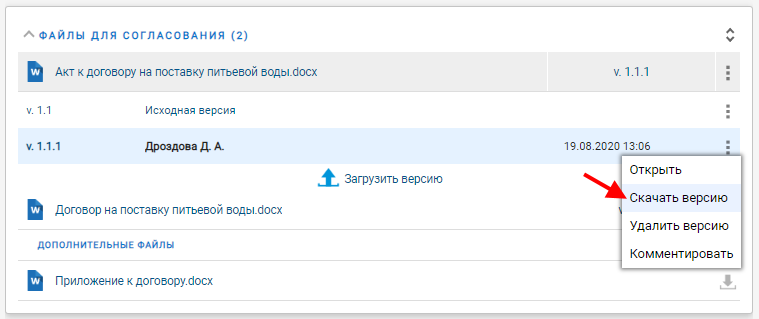 ФАЙЛЫ ДЛЯ СОГЛАСОВАНИЯ (2)
W Акт к договору на поставку питьевой воды.docx v. 1.1.1
v. 1.1 Исходная версия
v. 1.1.1 Дроздова Д. А. 19.08.2020 13:06
Открыть
Загрузить версию
Скачать версию
W Договор на поставку питьевой воды.docx
Удалить версию
ДОПОЛНИТЕЛЬНЫЕ ФАЙЛЫ
Комментировать
W Приложение к договору.docx